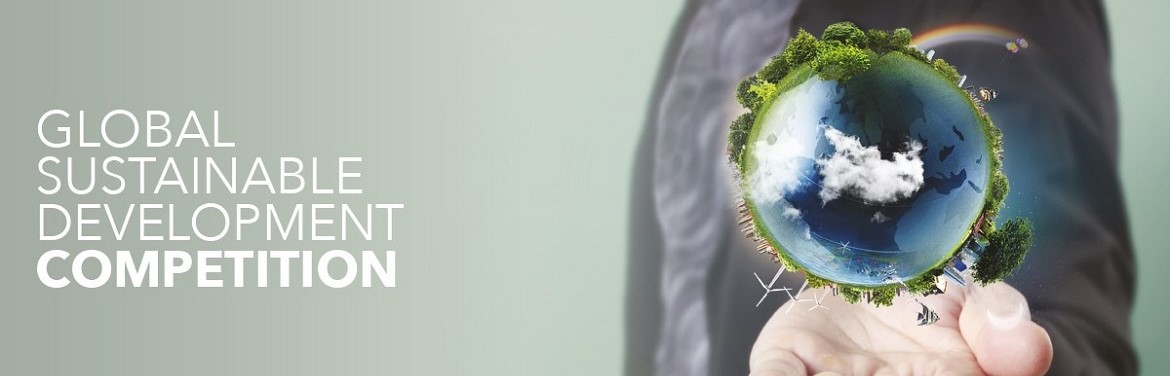 GLOBAL
SUSTAINABLE
DEVELOPMENT
COMPETITION